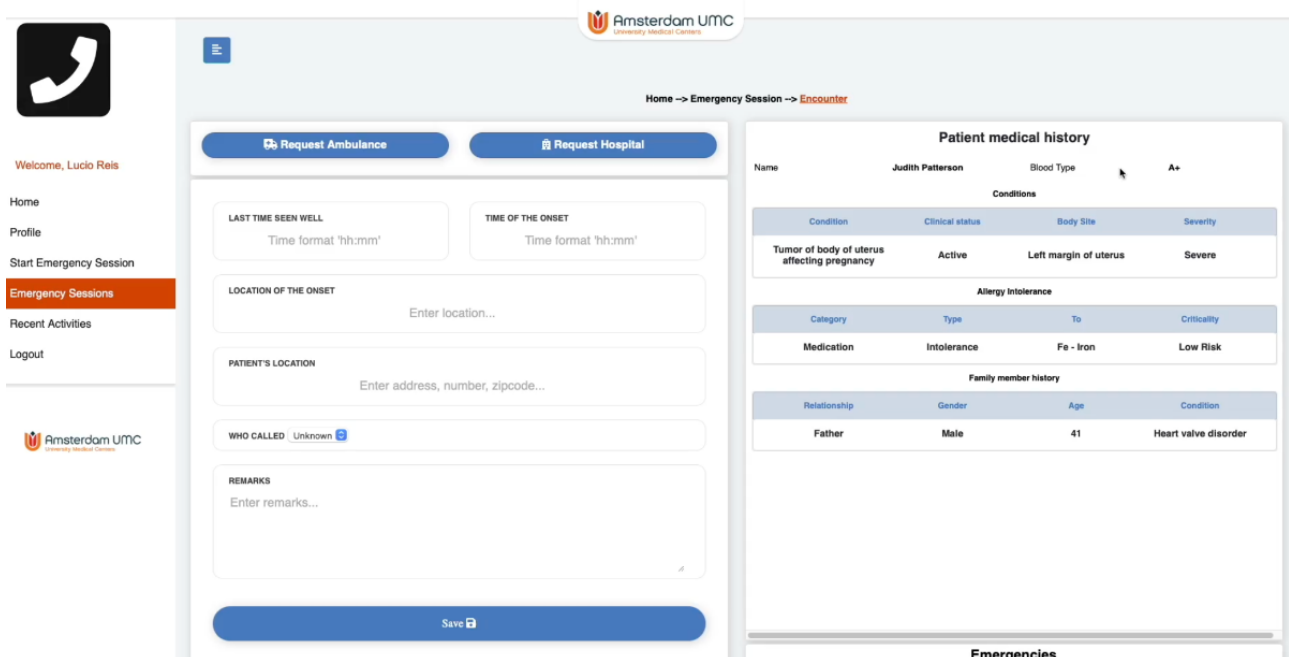 Amsterdam UMC
University Medical Centers
Welcome, Lucio Reis
Home
Profile
Start Emergency Session
Emergency Sessions
Recent Activities
Logout
Amsterdam UMC
University Medical Centers
Home --> Emergency Session --> Encounter
Request Ambulance
Request Hospital
LAST TIME SEEN WELL
Time format 'hh:mm'
TIME OF THE ONSET
Time format 'hh:mm'
LOCATION OF THE ONSET
Enter location...
PATIENT'S LOCATION
Enter address, number, zipcode...
WHO CALLED Unknown
REMARKS
Enter remarks...
Save
Patient medical history
Name Judith Patterson Blood Type A+
Conditions
Condition Clinical status Body Site Severity
Tumor of body of uterus
affecting pregnancy Active Left margin of uterus Severe
Allergy Intolerance
Category Type To Criticality
Medication Intolerance Fe - Iron Low Risk
Family member history
Relationship Gender Age Condition
Father Male 41 Heart valve disorder
Emergencies